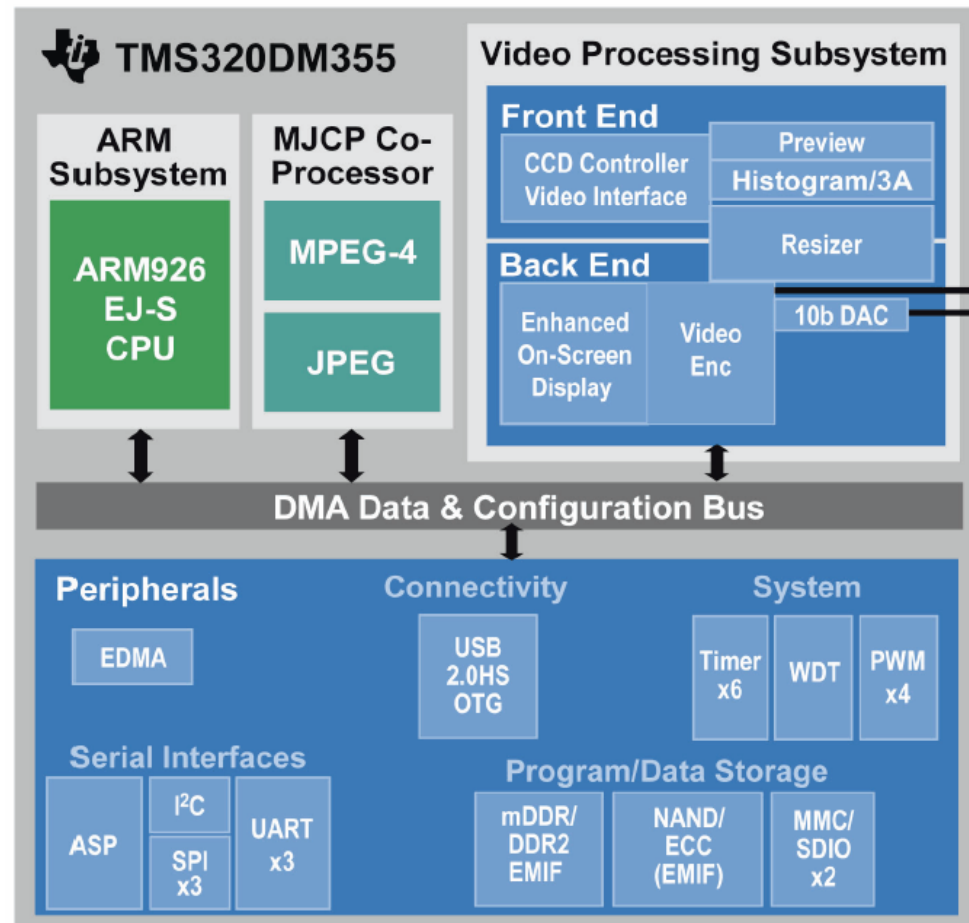 TMS320DM355
Video Processing Subsystem
ARM
Subsystem
ARM926
EJ-S
CPU
MJCP Co-
Processor
MPEG-4
JPEG
Front End
CCD Controller
Video Interface
Preview
Histogram/3A
Resizer
Back End
Enhanced
On-Screen
Display
Video
Enc
10b DAC
DMA Data & Configuration Bus
Peripherals
EDMA
Connectivity
USB
2.0HS
OTG
System
Timer
x6
WDT
PWM
x4
Serial Interfaces
ASP
I²C
SPI
x3
UART
x3
Program/Data Storage
mDDR/
DDR2
EMIF
NAND/
ECC
(EMIF)
MMC/
SDIO
x2